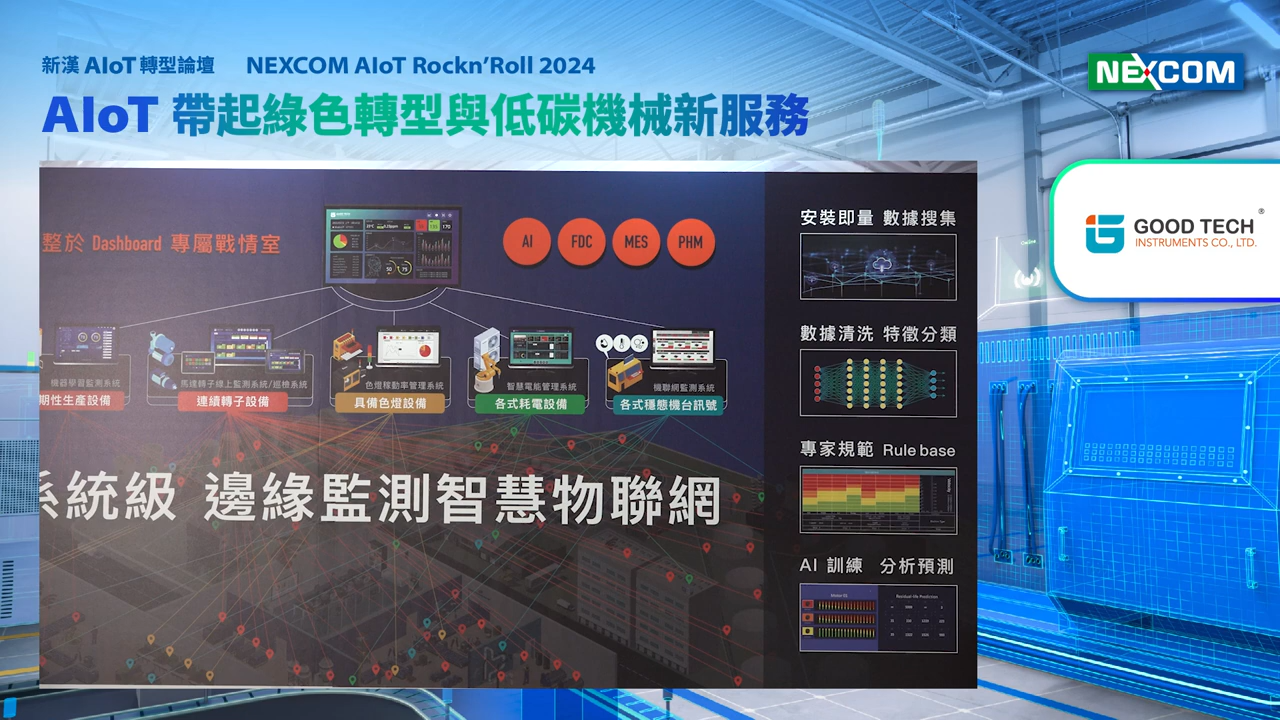 新漢 AIoT 轉型論壇 NEXCOM AIoT Rockn'Roll 2024
AIoT 帶起綠色轉型與低碳機械新服務
NEXCOM
GOOD TECH®
INSTRUMENTS CO., LTD.
整於 Dashboard 專屬戰情室
GOOD TECH
AI
FDC
MES
PHM
機器學習監測系統
期性生產設備
馬達轉子線上監測系統/巡檢系統
連續轉子設備
色燈稼動率管理系統
具備色燈設備
智慧電能管理系統
各式耗電設備
機聯網監測系統
各式穩態機台訊號
系統級 邊緣監測智慧物聯網
安裝即量 數據搜集
數據清洗 特徵分類
專家規範 Rule base
AI 訓練 分析預測
Residual-life Prediction